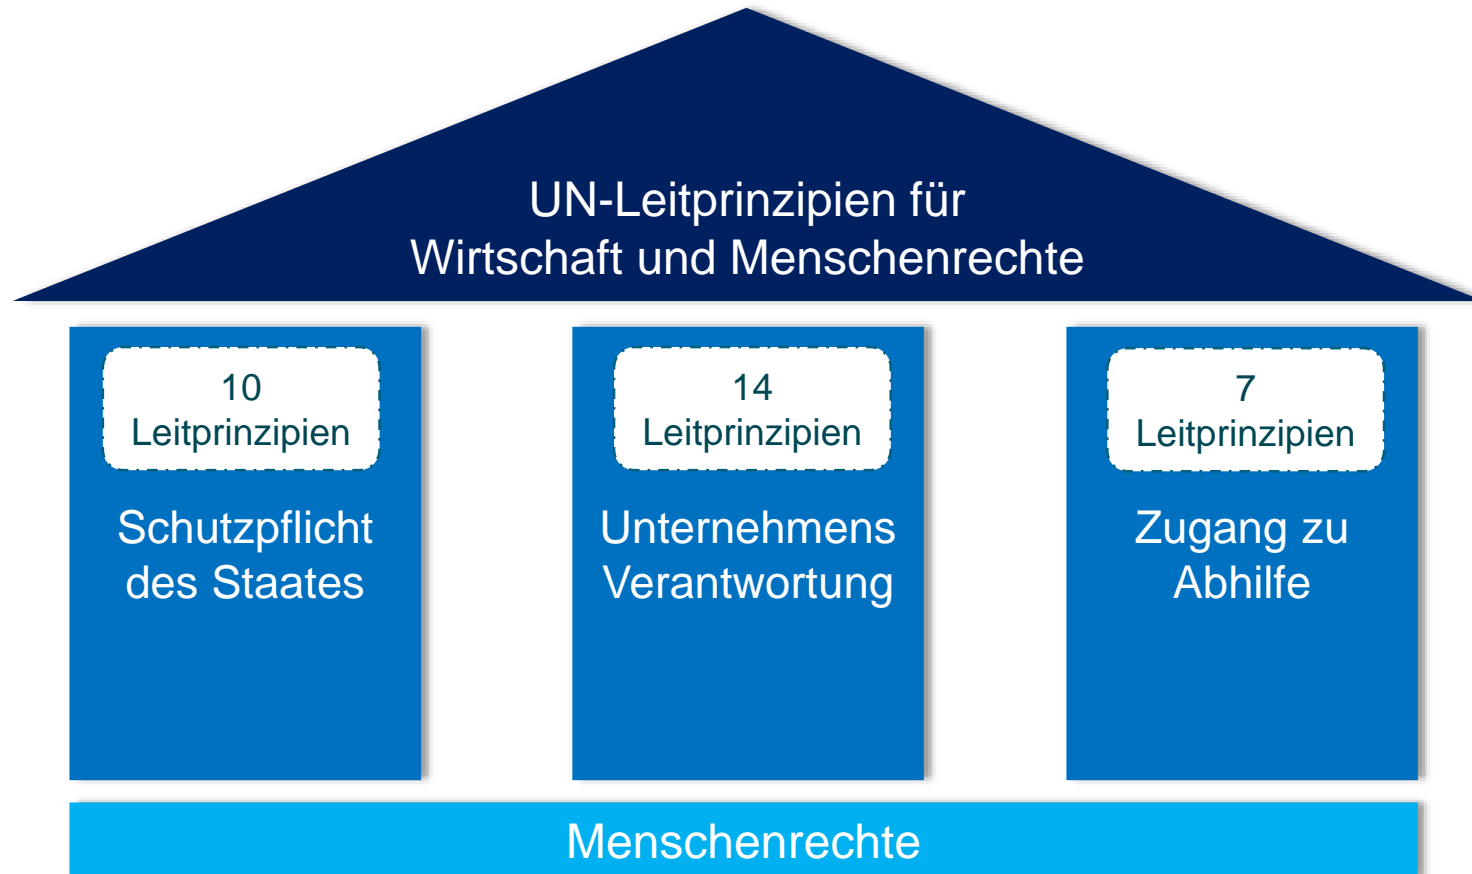 UN-Leitprinzipien für
Wirtschaft und Menschenrechte
10
Leitprinzipien
Schutzpflicht
des Staates
14
Leitprinzipien
Unternehmens
Verantwortung
7
Leitprinzipien
Zugang zu
Abhilfe
Menschenrechte